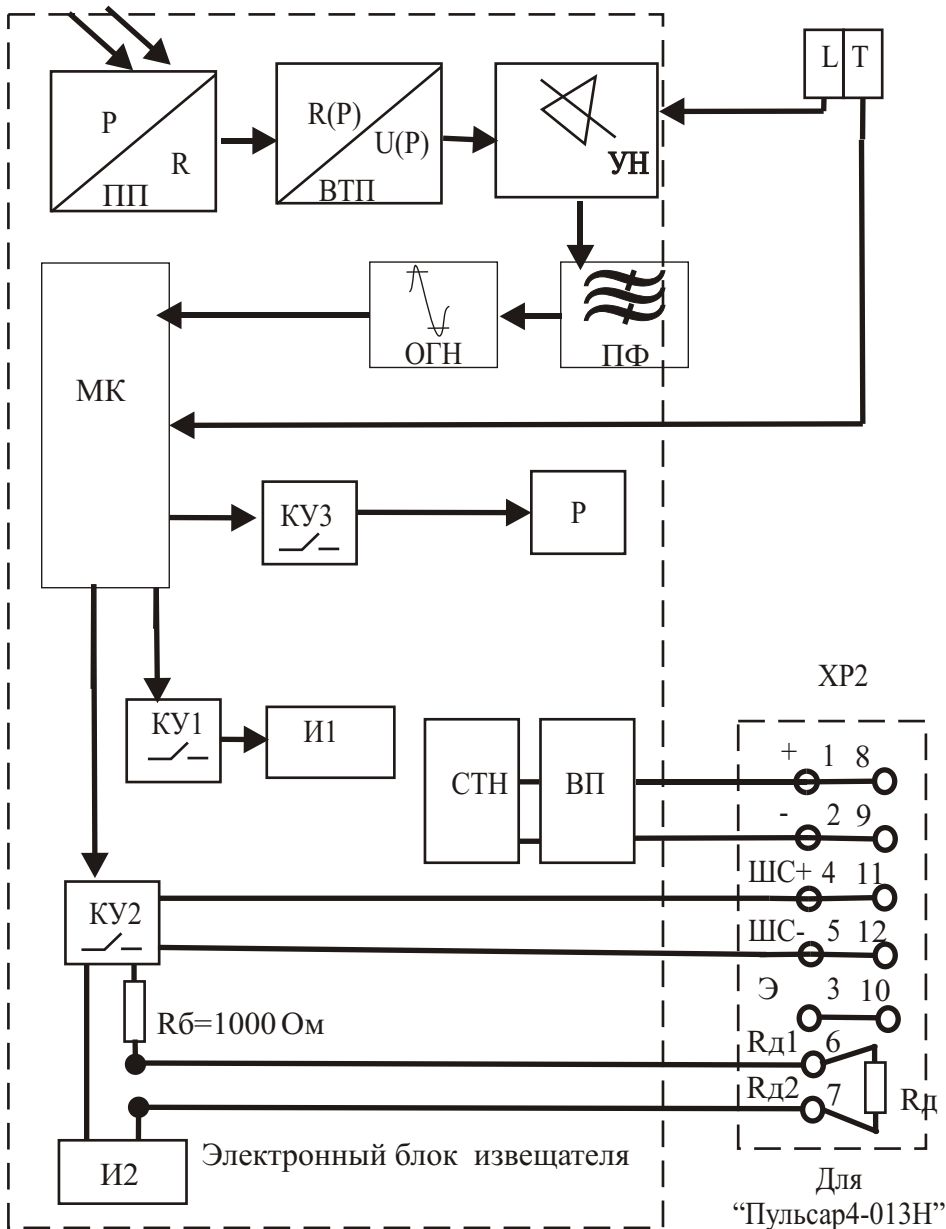 L T
P
R
ПП
R(P)
U(P)
ВТП
УН
МК
ОГН
ПФ
КУ3
Р
КУ1
И1
СТН
ВП
ХР2
+ 1 8
- 2 9
ШС+ 4 11
ШС- 5 12
Э 3 10
Rд1 6
Rд2 7
Rд
КУ2
Rб=1000 Ом
И2
Электронный блок извещателя
Для
“Пульсар4-013Н”